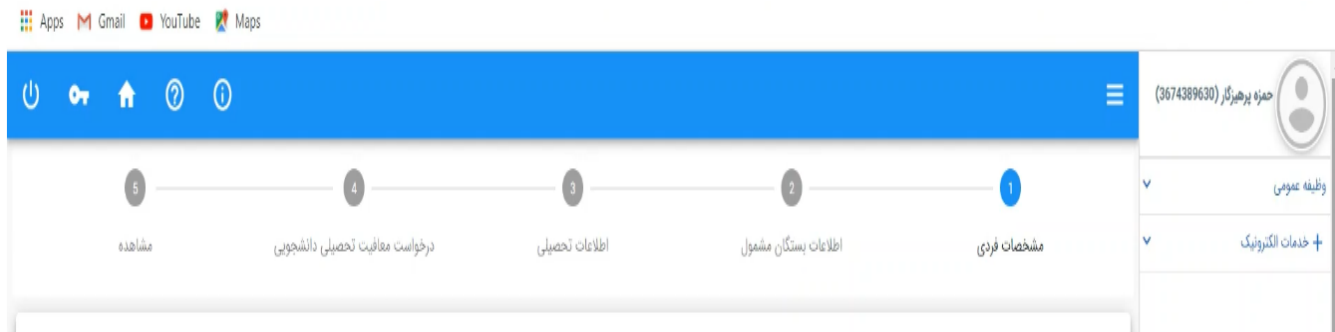 Apps Gmail YouTube Maps
حمزه پرهیزگار (3674389630)
وظیفه عمومی
+ خدمات الکترونیک
1 2 3 4 5
مشخصات فردی
اطلاعات بستگان مشمول
اطلاعات تحصیلی
درخواست معافیت تحصیلی دانشجویی
مشاهده